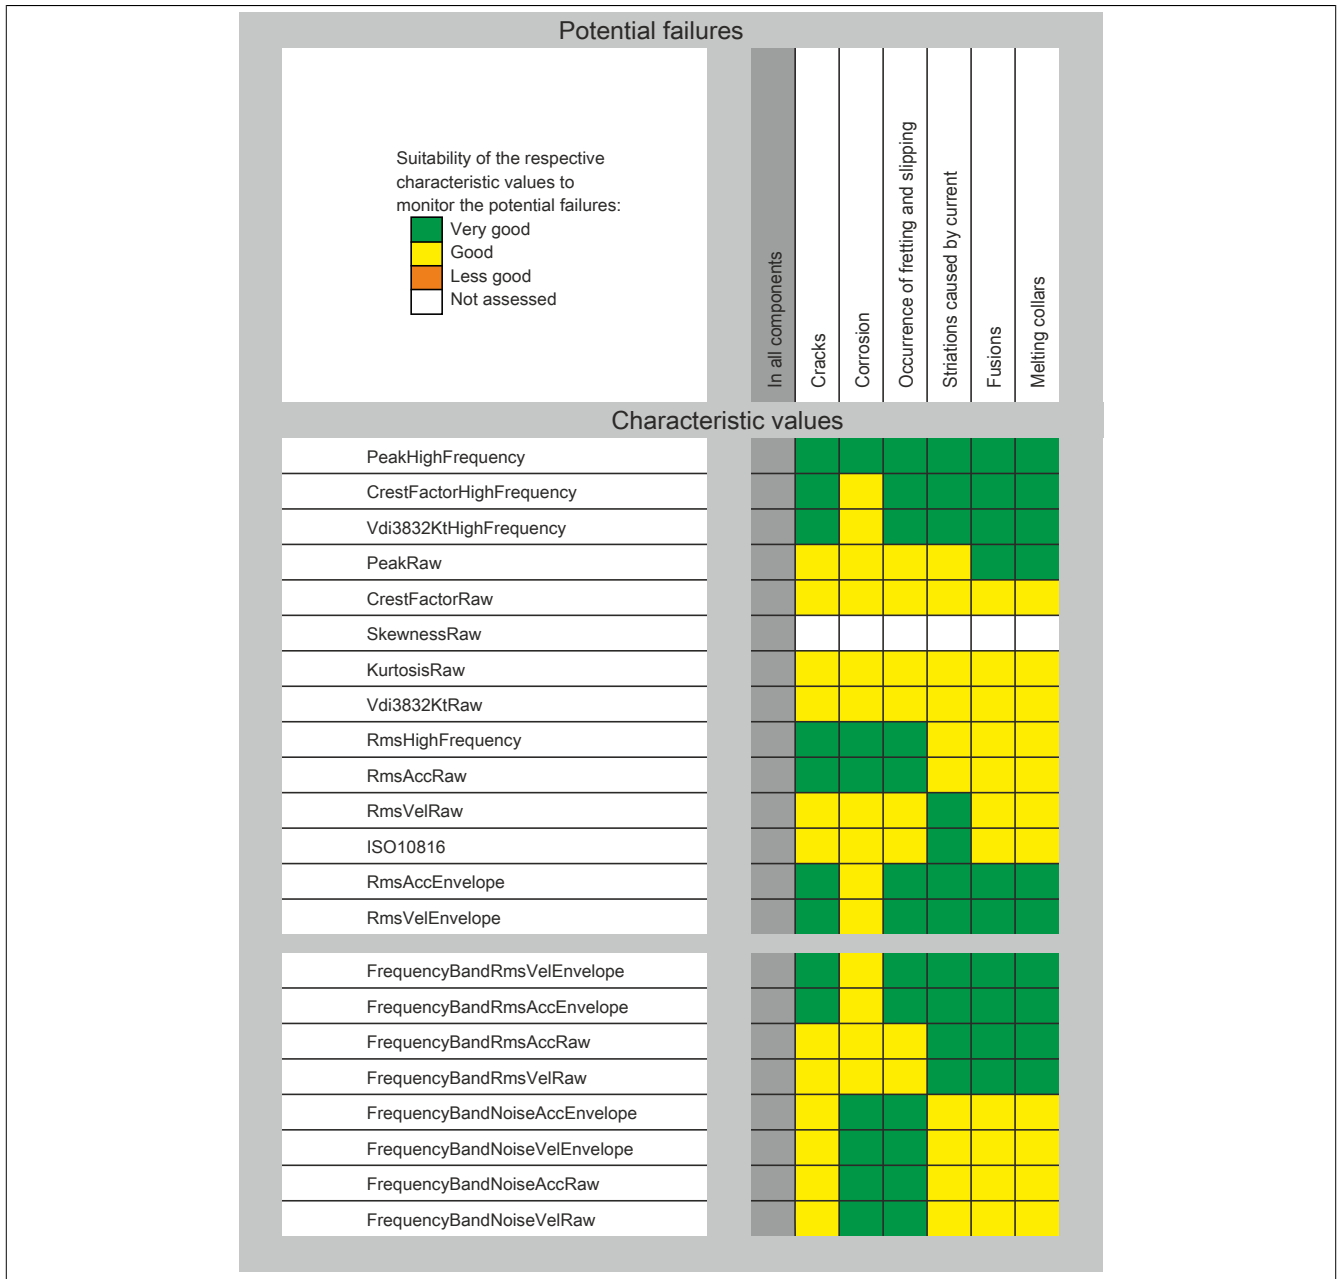 Potential failures
Suitability of the respective
characteristic values to
monitor the potential failures:
Very good
Good
Less good
Not assessed
In all components
Cracks
Corrosion
Occurrence of fretting and slipping
Striations caused by current
Fusions
Melting collars
Characteristic values
PeakHighFrequency
CrestFactorHighFrequency
Vdi3832KtHighFrequency
PeakRaw
CrestFactorRaw
SkewnessRaw
KurtosisRaw
Vdi3832KtRaw
RmsHighFrequency
RmsAccRaw
RmsVelRaw
ISO10816
RmsAccEnvelope
RmsVelEnvelope
FrequencyBandRmsVelEnvelope
FrequencyBandRmsAccEnvelope
FrequencyBandRmsAccRaw
FrequencyBandRmsVelRaw
FrequencyBandNoiseAccEnvelope
FrequencyBandNoiseVelEnvelope
FrequencyBandNoiseAccRaw
FrequencyBandNoiseVelRaw